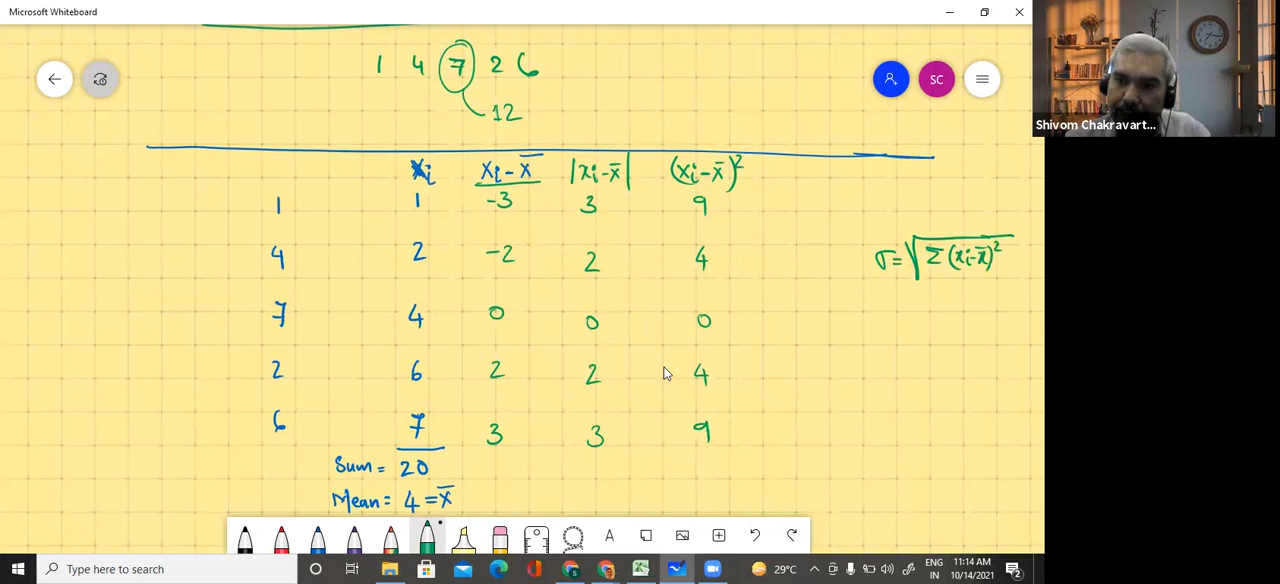 Microsoft Whiteboard
1 4 7 2 6
12
SC
Shivom Chakravart...
xi xi - x̅ |xi - x̅| (xi - x̅)²
1 1 -3 3 9
4 2 -2 2 4
σ = √Σ(xi - x̅)²
7 4 0 0 0
2 6 2 2 4
6 7 3 3 9
Sum = 20
Mean = 4 = x̅
A
Type here to search
29°C
ENG
IN
11:14 AM
10/14/2021
2